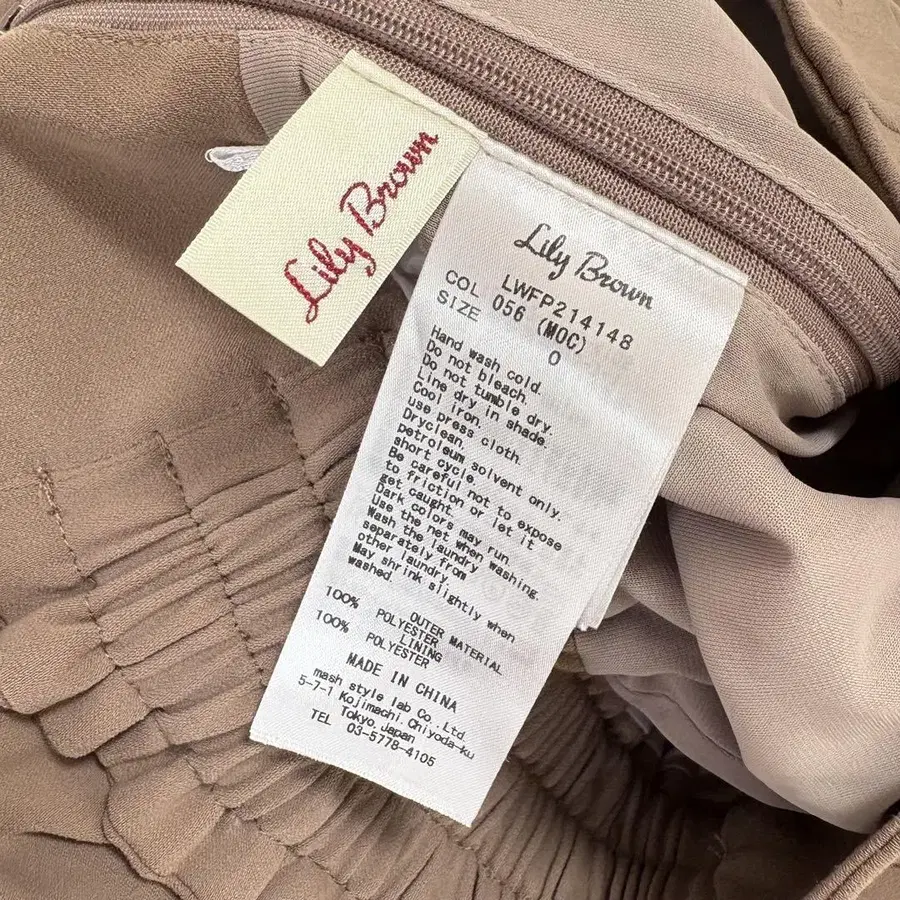 Lily Brown
Lily Brown
LWFP214148
COL 056 (MOC)
SIZE 0
Hand wash cold.
Do not bleach.
Do not tumble dry.
Line dry in shade.
Cool iron.
use press cloth.
Dryclean,
petroleum solvent only.
short cycle.
Be careful not to expose
to friction or let it
get caught.
Dark colors may run.
Use the net when washing.
Wash the laundry
separately from
other laundry.
May shrink slightly when
washed.
OUTER MATERIAL
100% POLYESTER
LINING
100% POLYESTER
MADE IN CHINA
mash style lab Co.,Ltd.
5-7-1 Kojimachi,Chiyoda-ku
Tokyo,Japan
TEL 03-5778-4105